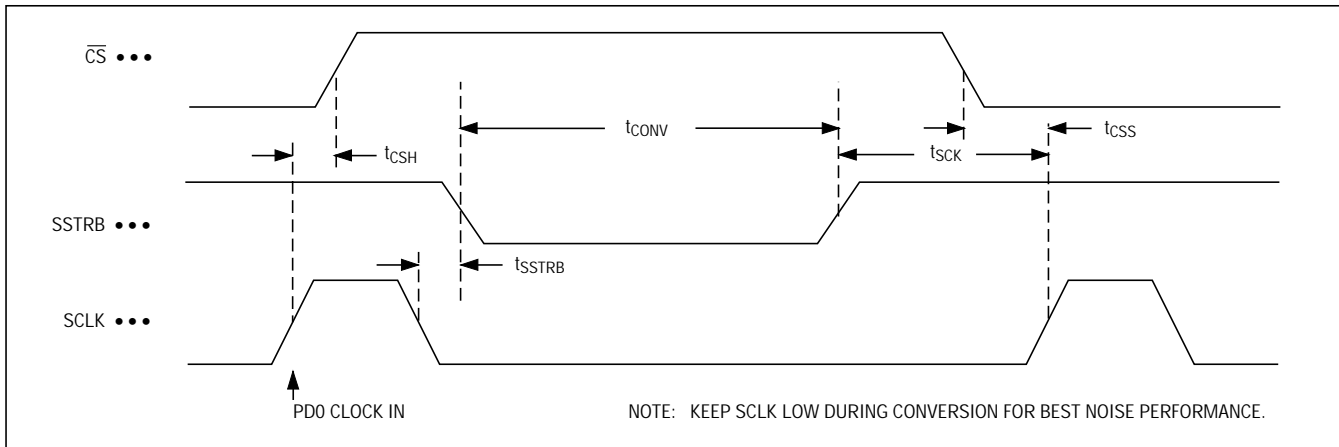 C̅S̅ •••
tCONV
tCSS
tCSH
tSCK
SSTRB •••
tSSTRB
SCLK •••
PD0 CLOCK IN
NOTE: KEEP SCLK LOW DURING CONVERSION FOR BEST NOISE PERFORMANCE.